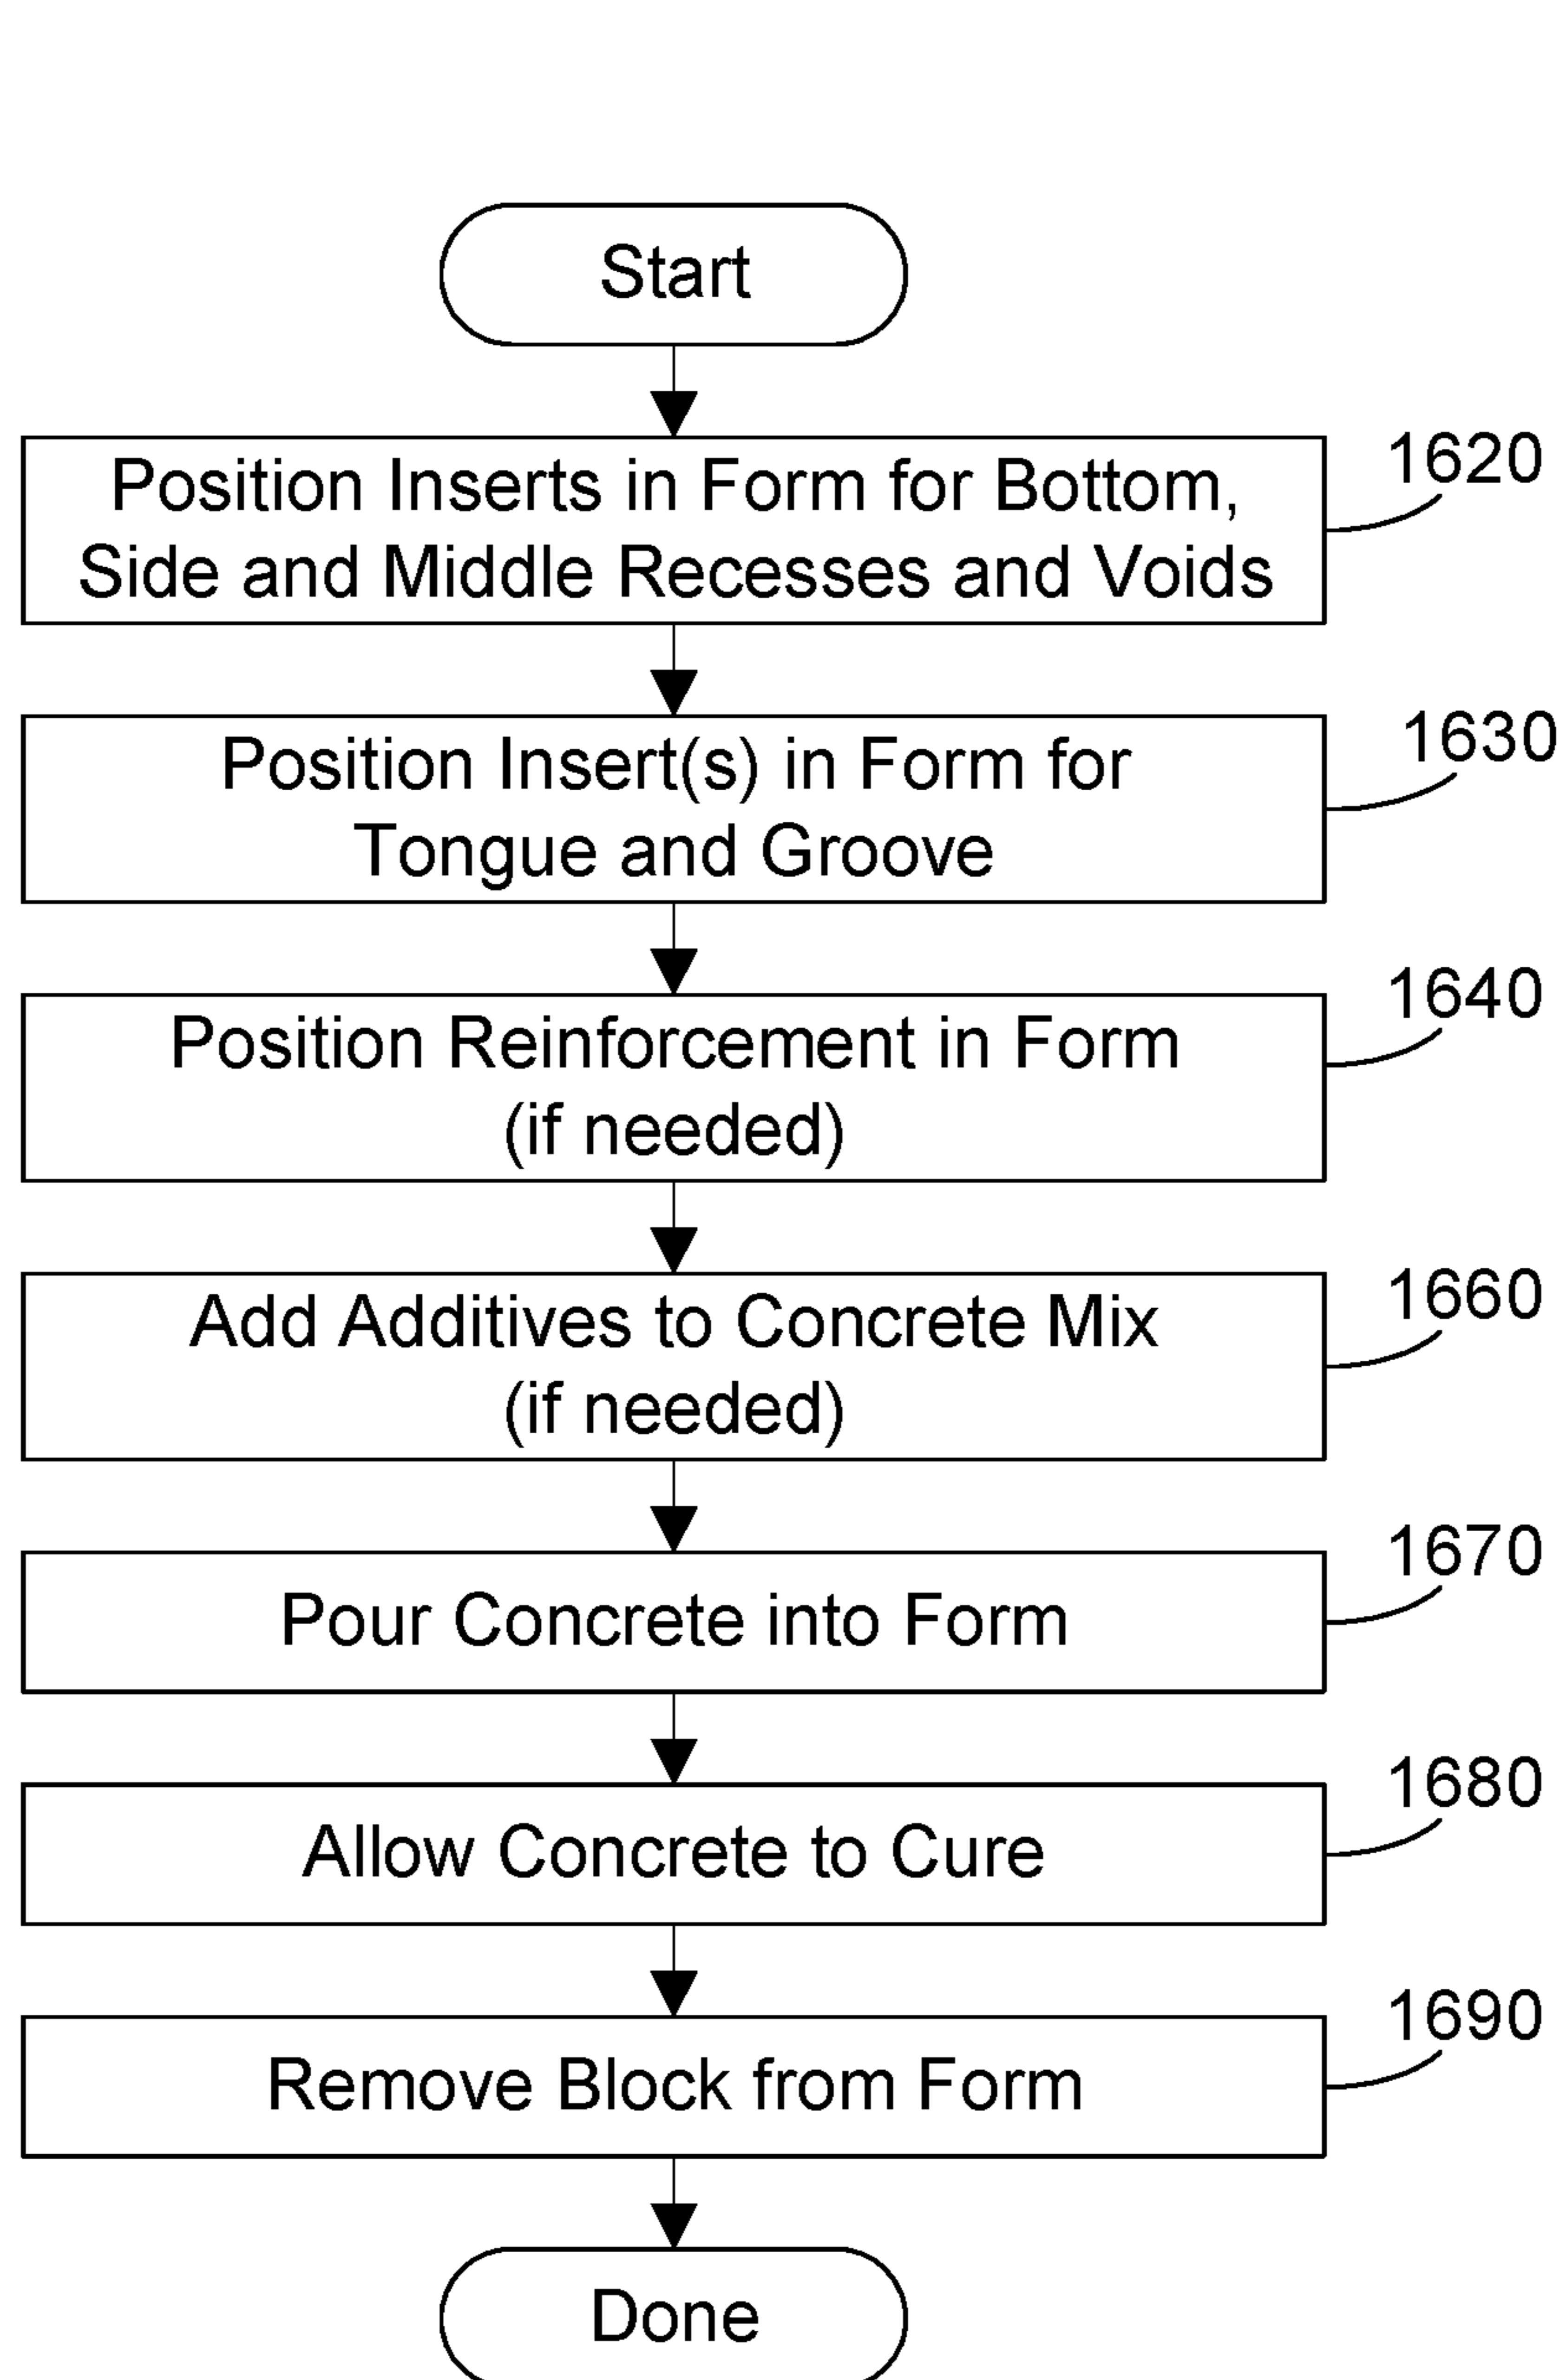 Start
Position Inserts in Form for Bottom,
Side and Middle Recesses and Voids
1620
Position Insert(s) in Form for
Tongue and Groove
1630
Position Reinforcement in Form
(if needed)
1640
Add Additives to Concrete Mix
(if needed)
1660
Pour Concrete into Form
1670
Allow Concrete to Cure
1680
Remove Block from Form
1690
Done